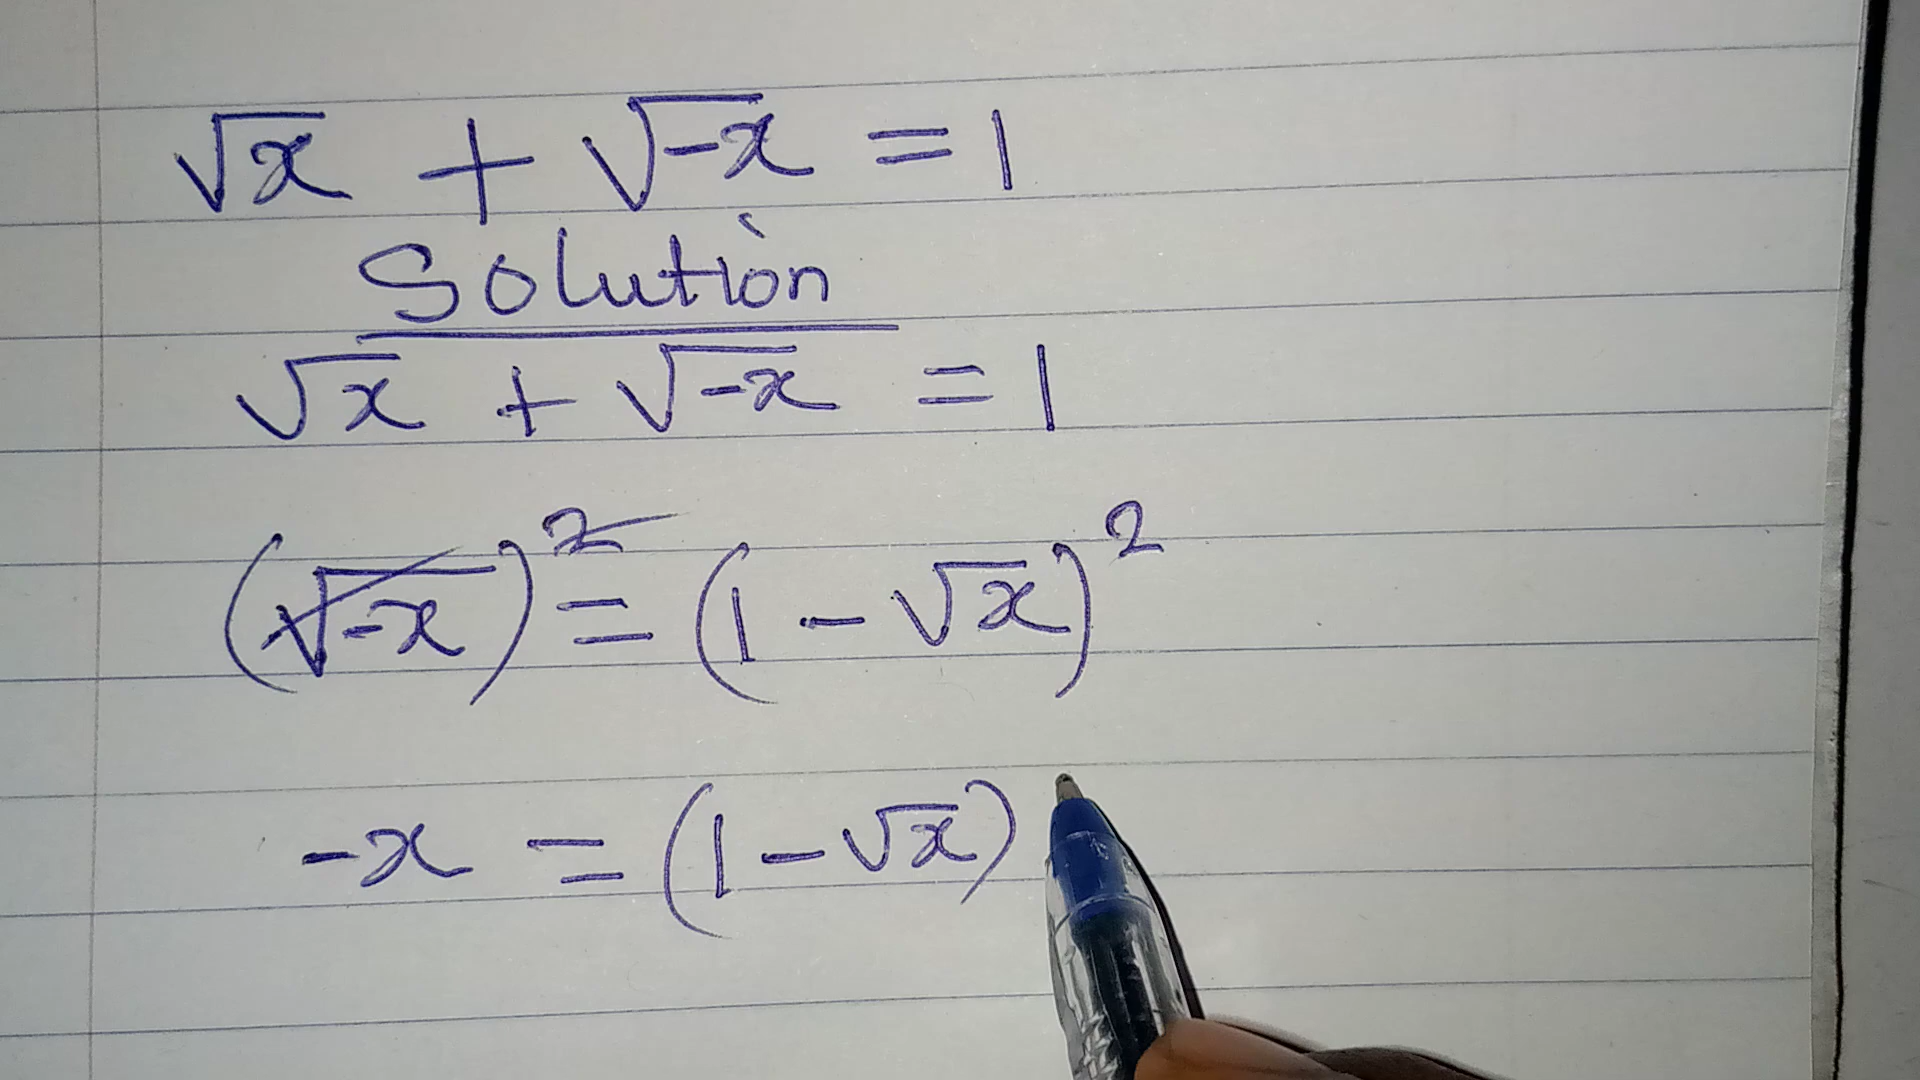 √x + √-x = 1
Solution
√x + √-x = 1
(√-x)² = (1 - √x)²
-x = (1 - √x)